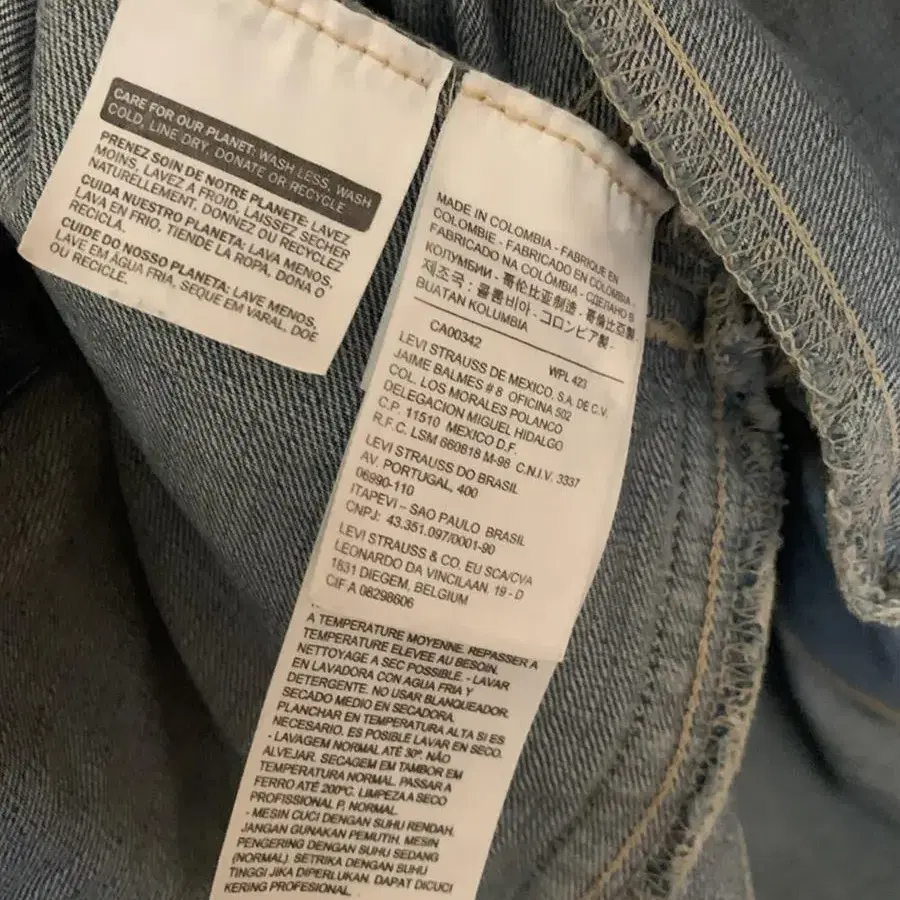 CARE FOR OUR PLANET: WASH LESS, WASH
COLD, LINE DRY, DONATE OR RECYCLE
PRENEZ SOIN DE NOTRE PLANETE: LAVEZ
MOINS, LAVEZ A FROID, LAISSEZ SECHER
NATURELLEMENT, DONNEZ OU RECYCLEZ
CUIDA NUESTRO PLANETA: LAVA MENOS,
LAVA EN FRIO, TIENDE LA ROPA, DONA O
RECICLA.
CUIDE DO NOSSO PLANETA: LAVE MENOS,
LAVE EM ÁGUA FRIA, SEQUE EM VARAL, DOE
OU RECICLE.
MADE IN COLOMBIA - FABRIQUE EN
COLOMBIE - FABRICADO EN COLOMBIA -
FABRICADO NA COLÔMBIA - СДЕЛАНО В
КОЛУМБИИ - 哥伦比亚制造 - 哥倫比亞製 -
제조국 : 콜롬비아 - コロンビア製 -
BUATAN KOLUMBIA
CA00342 WPL 423
LEVI STRAUSS DE MEXICO, S.A. DE C.V.
JAIME BALMES # 8 OFICINA 502
COL. LOS MORALES POLANCO
DELEGACION MIGUEL HIDALGO
C.P. 11510 MEXICO D.F.
R.F.C. LSM 660818 M-98 C.N.I.V. 3337
LEVI STRAUSS DO BRASIL
AV. PORTUGAL, 400
06990-110
ITAPEVI – SAO PAULO BRASIL
CNPJ: 43.351.097/0001-90
LEVI STRAUSS & CO. EU SCA/CVA
LEONARDO DA VINCILAAN, 19 - D
1831 DIEGEM, BELGIUM
CIF A 08298606
A TEMPERATURE MOYENNE. REPASSER A
TEMPERATURE ELEVEE AU BESOIN.
NETTOYAGE A SEC POSSIBLE. - LAVAR
EN LAVADORA CON AGUA FRIA Y
DETERGENTE. NO USAR BLANQUEADOR.
SECADO MEDIO EN SECADORA.
PLANCHAR EN TEMPERATURA ALTA SI ES
NECESARIO. ES POSIBLE LAVAR EN SECO.
- LAVAGEM NORMAL ATÉ 30º. NÃO
ALVEJAR. SECAGEM EM TAMBOR EM
TEMPERATURA NORMAL. PASSAR A
FERRO ATÉ 200ºC. LIMPEZA A SECO
PROFISSIONAL P, NORMAL.
- MESIN CUCI DENGAN SUHU RENDAH.
JANGAN GUNAKAN PEMUTIH. MESIN
PENGERING DENGAN SUHU SEDANG
(NORMAL). SETRIKA DENGAN SUHU
TINGGI JIKA DIPERLUKAN. DAPAT DICUCI
KERING PROFESIONAL.